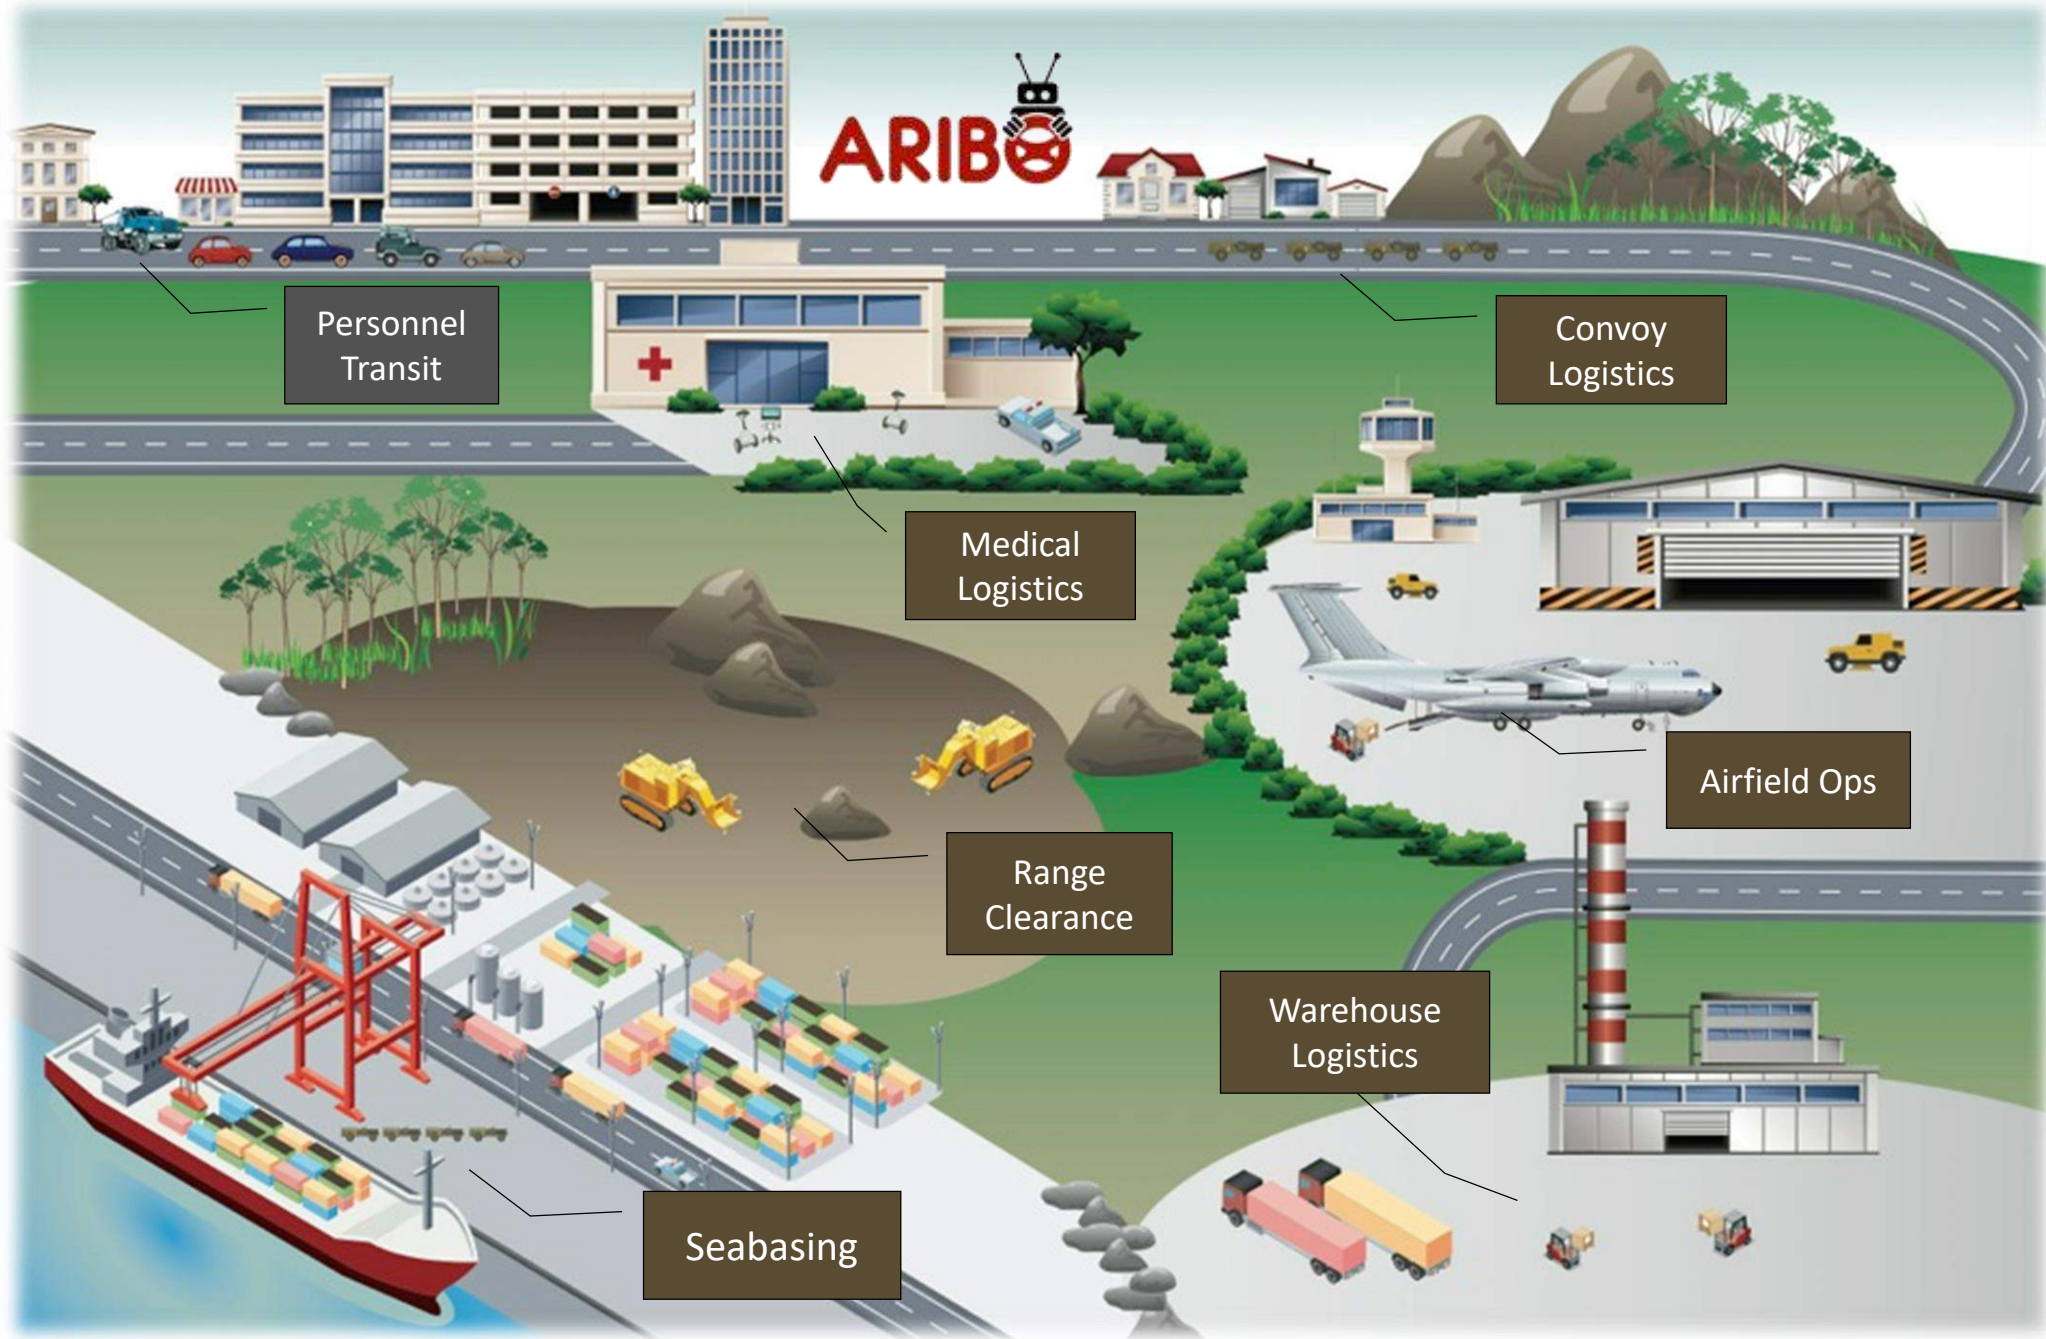 ARIBO
Personnel
Transit
Convoy
Logistics
Medical
Logistics
Airfield Ops
Range
Clearance
Warehouse
Logistics
Seabasing